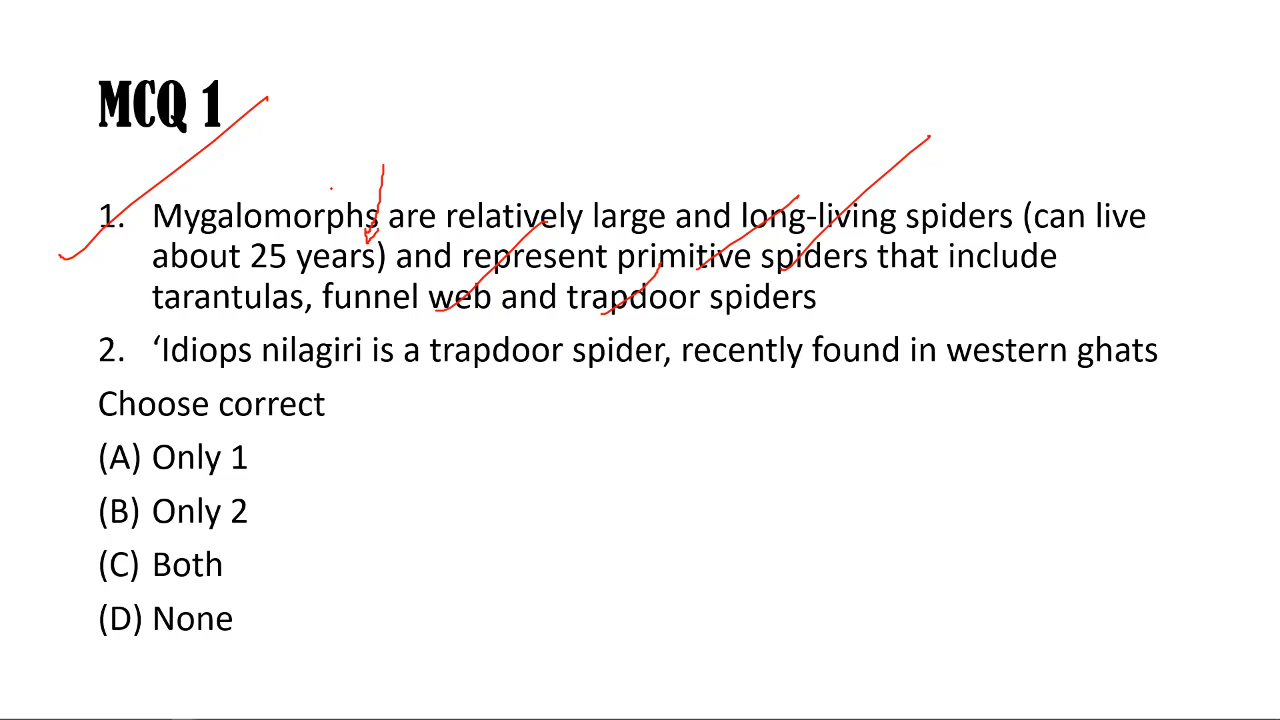 MCQ 1
1. Mygalomorphs are relatively large and long-living spiders (can live
about 25 years) and represent primitive spiders that include
tarantulas, funnel web and trapdoor spiders
2. ‘Idiops nilagiri is a trapdoor spider, recently found in western ghats
Choose correct
(A) Only 1
(B) Only 2
(C) Both
(D) None